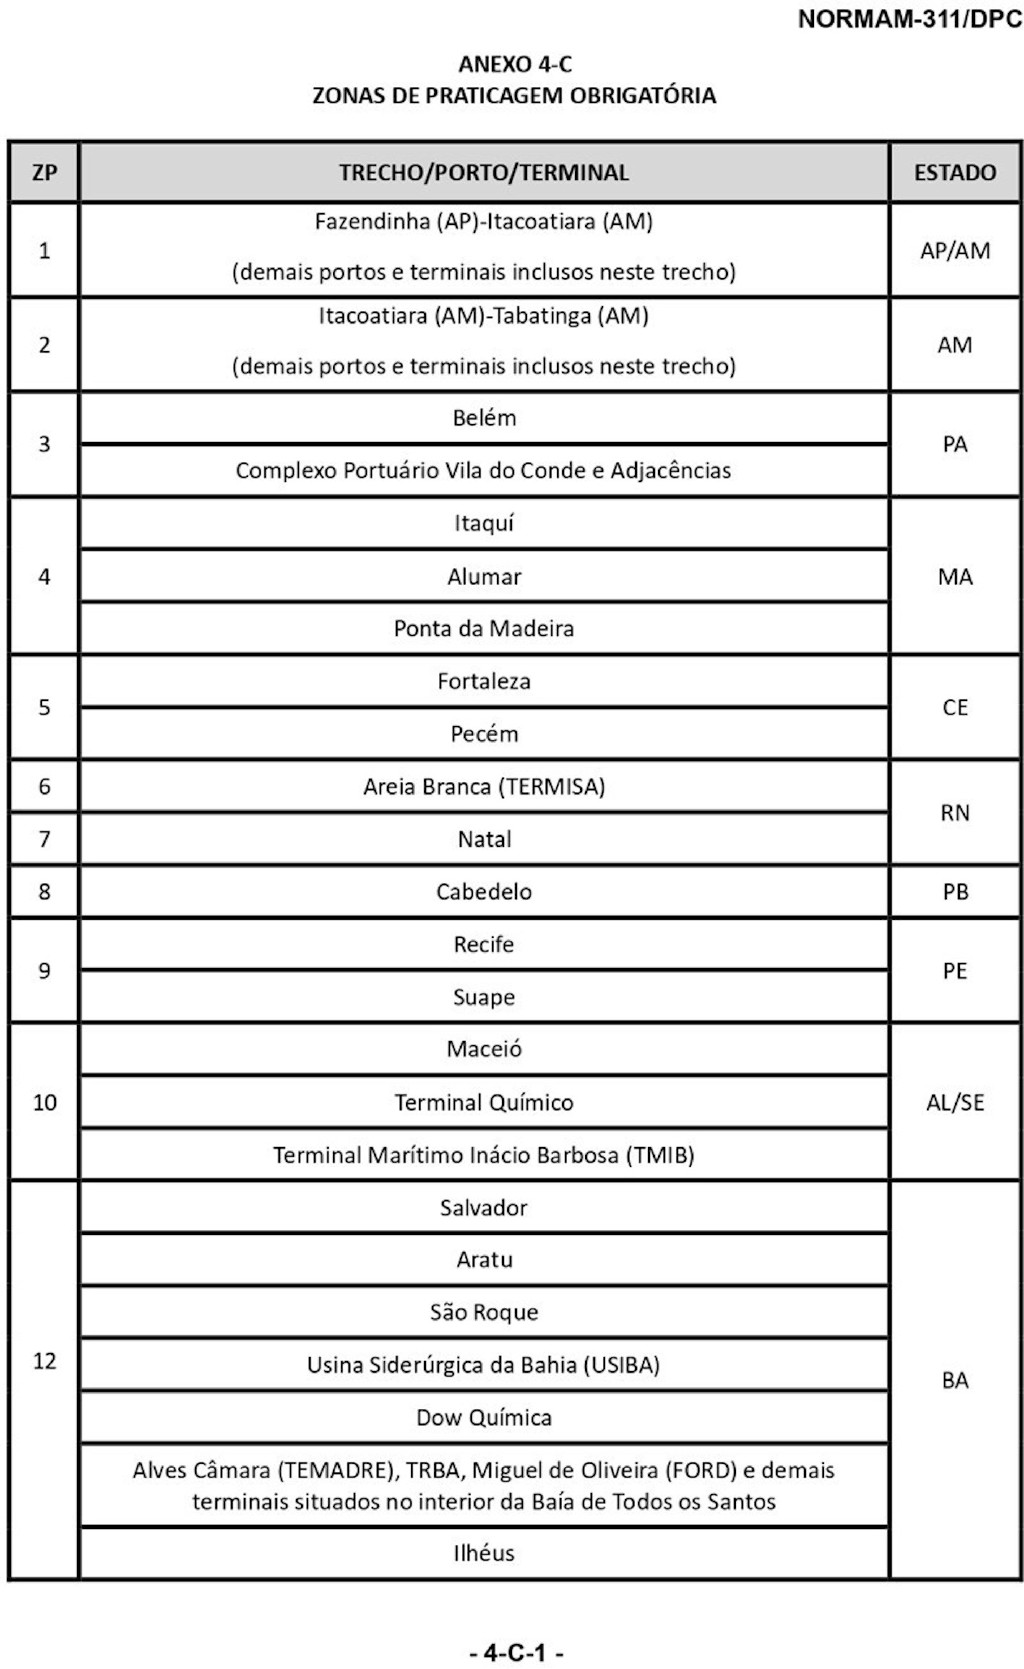 NORMAM-311/DPC
ANEXO 4-C
ZONAS DE PRATICAGEM OBRIGATÓRIA
ZP TRECHO/PORTO/TERMINAL ESTADO
1
Fazendinha (AP)-Itacoatiara (AM)
(demais portos e terminais inclusos neste trecho)
AP/AM
2
Itacoatiara (AM)-Tabatinga (AM)
(demais portos e terminais inclusos neste trecho)
AM
3
Belém
Complexo Portuário Vila do Conde e Adjacências
PA
4
Itaquí
Alumar
Ponta da Madeira
MA
5
Fortaleza
Pecém
CE
6
Areia Branca (TERMISA)
RN
7
Natal
8
Cabedelo
PB
9
Recife
Suape
PE
10
Maceió
Terminal Químico
Terminal Marítimo Inácio Barbosa (TMIB)
AL/SE
12
Salvador
Aratu
São Roque
Usina Siderúrgica da Bahia (USIBA)
Dow Química
Alves Câmara (TEMADRE), TRBA, Miguel de Oliveira (FORD) e demais
terminais situados no interior da Baía de Todos os Santos
Ilhéus
BA
- 4-C-1 -